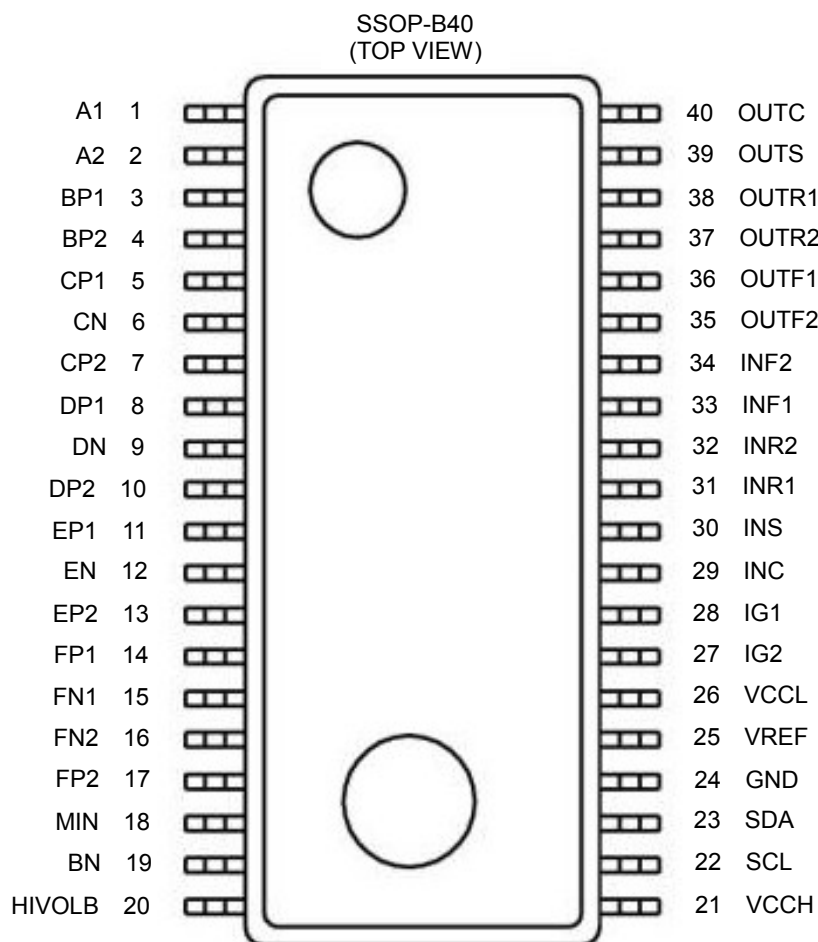 SSOP-B40
(TOP VIEW)
A1 1 40 OUTC
A2 2 39 OUTS
BP1 3 38 OUTR1
BP2 4 37 OUTR2
CP1 5 36 OUTF1
CN 6 35 OUTF2
CP2 7 34 INF2
DP1 8 33 INF1
DN 9 32 INR2
DP2 10 31 INR1
EP1 11 30 INS
EN 12 29 INC
EP2 13 28 IG1
FP1 14 27 IG2
FN1 15 26 VCCL
FN2 16 25 VREF
FP2 17 24 GND
MIN 18 23 SDA
BN 19 22 SCL
HIVOLB 20 21 VCCH